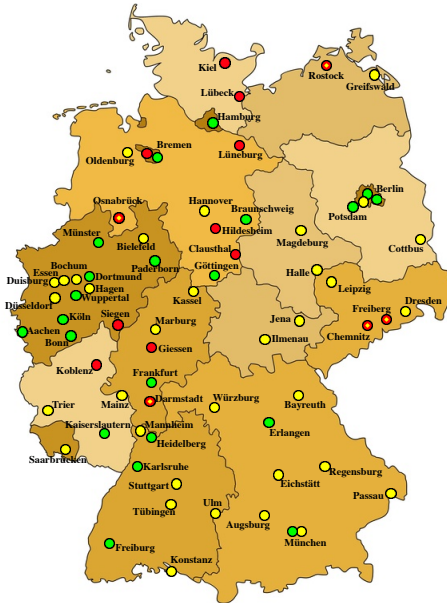 Kiel
Rostock
Greifswald
Lübeck
Hamburg
Bremen
Oldenburg
Lüneburg
Berlin
Osnabrück
Hannover
Braunschweig
Potsdam
Münster
Bielefeld
Hildesheim
Magdeburg
Cottbus
Clausthal
Paderborn
Göttingen
Bochum
Essen
Dortmund
Halle
Duisburg
Hagen
Leipzig
Wuppertal
Kassel
Düsseldorf
Freiberg
Dresden
Siegen
Köln
Marburg
Jena
Chemnitz
Aachen
Bonn
Ilmenau
Giessen
Koblenz
Frankfurt
Trier
Mainz
Darmstadt
Würzburg
Bayreuth
Kaiserslautern
Mannheim
Erlangen
Heidelberg
Saarbrücken
Karlsruhe
Regensburg
Eichstätt
Stuttgart
Passau
Tübingen
Ulm
Augsburg
München
Freiburg
Konstanz